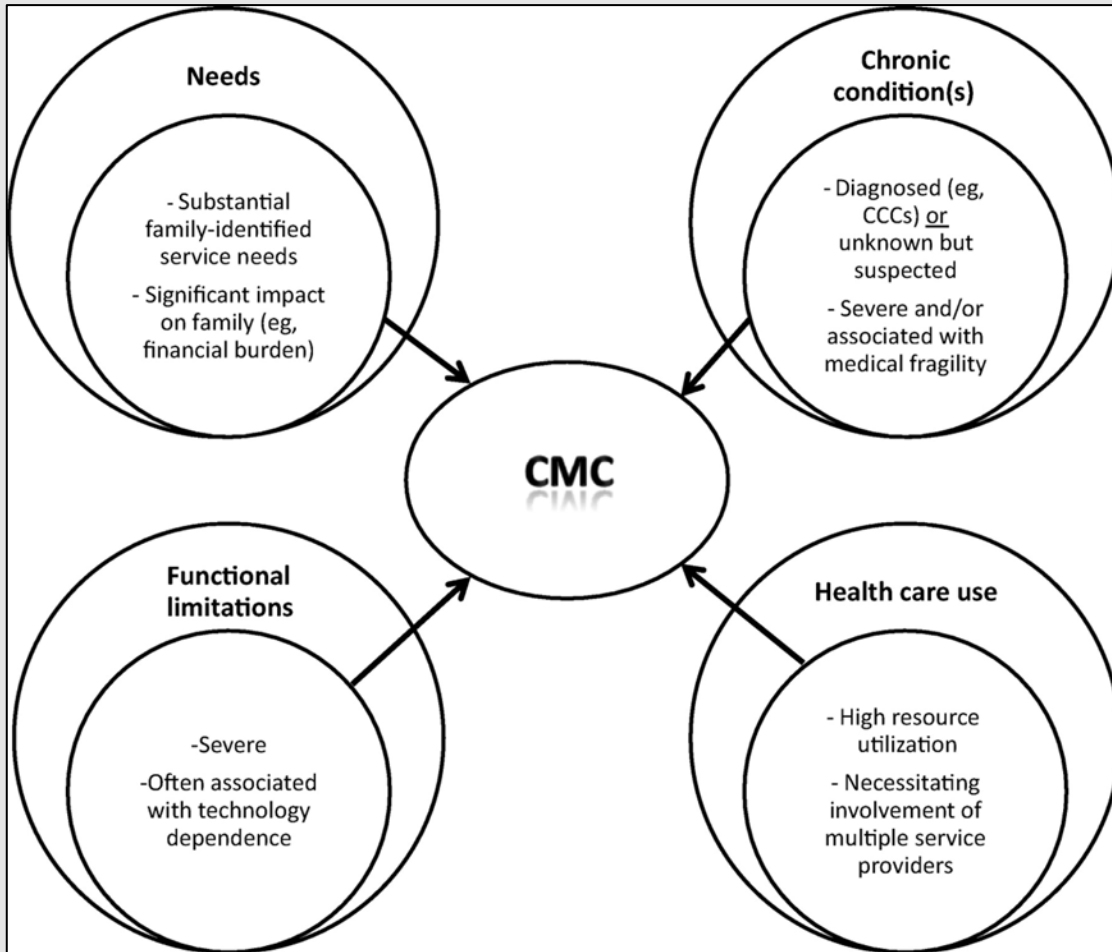 Needs
- Substantial
family-identified
service needs
- Significant impact
on family (eg,
financial burden)
Chronic
condition(s)
- Diagnosed (eg,
CCCs) or
unknown but
suspected
- Severe and/or
associated with
medical fragility
CMC
Functional
limitations
-Severe
-Often associated
with technology
dependence
Health care use
- High resource
utilization
- Necessitating
involvement of
multiple service
providers